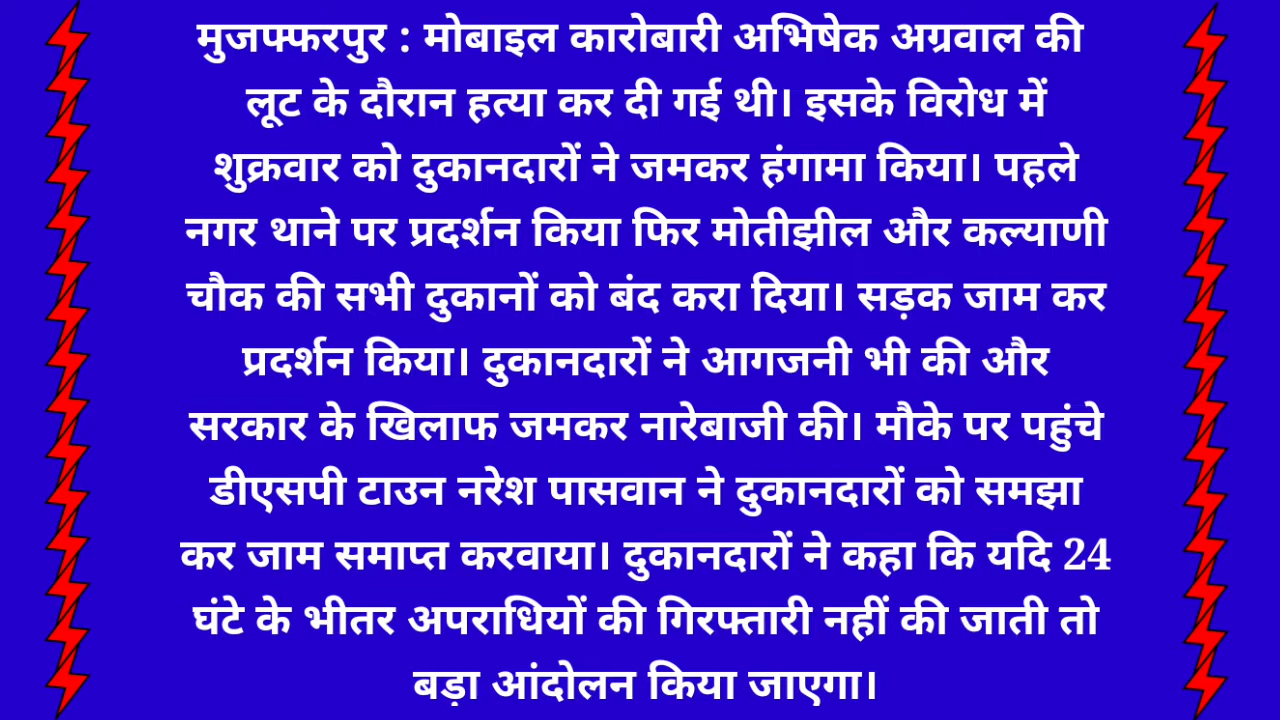 मुजफ्फरपुर : मोबाइल कारोबारी अभिषेक अग्रवाल की
लूट के दौरान हत्या कर दी गई थी। इसके विरोध में
शुक्रवार को दुकानदारों ने जमकर हंगामा किया। पहले
नगर थाने पर प्रदर्शन किया फिर मोतीझील और कल्याणी
चौक की सभी दुकानों को बंद करा दिया। सड़क जाम कर
प्रदर्शन किया। दुकानदारों ने आगजनी भी की और
सरकार के खिलाफ जमकर नारेबाजी की। मौके पर पहुंचे
डीएसपी टाउन नरेश पासवान ने दुकानदारों को समझा
कर जाम समाप्त करवाया। दुकानदारों ने कहा कि यदि 24
घंटे के भीतर अपराधियों की गिरफ्तारी नहीं की जाती तो
बड़ा आंदोलन किया जाएगा।